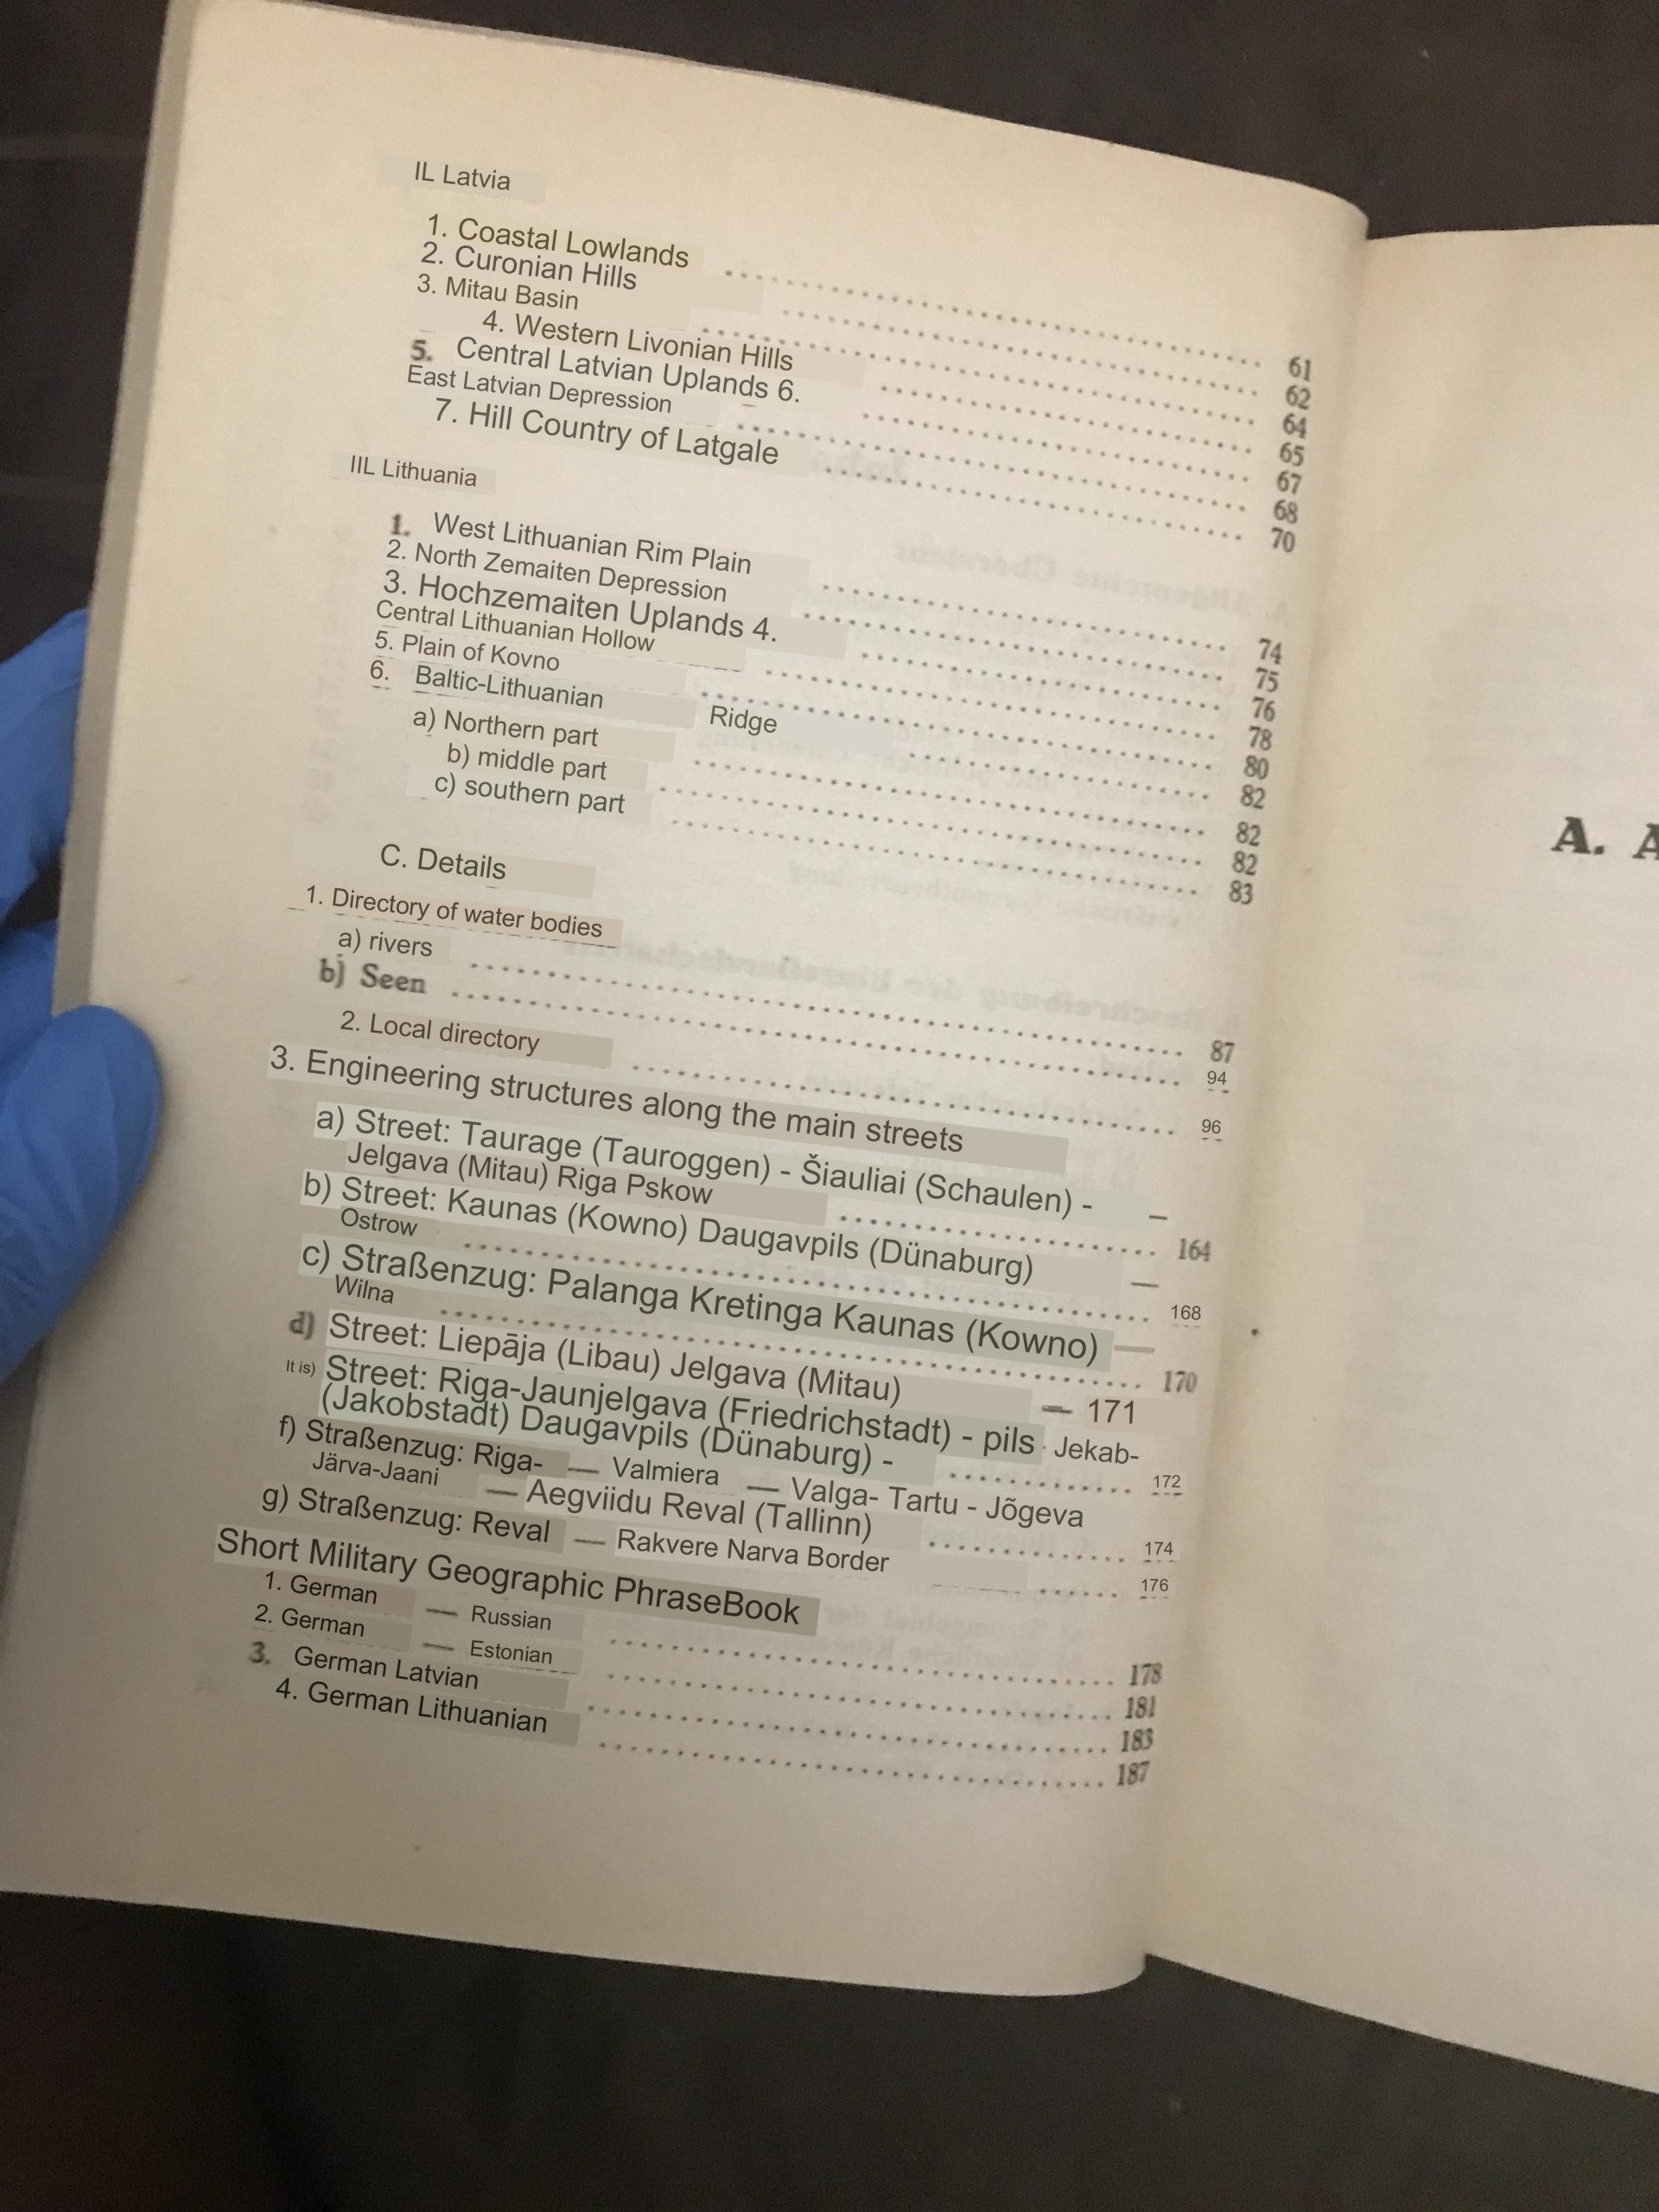 IL Latvia
1. Coastal Lowlands ........ 61
2. Curonian Hills ........ 62
3. Mitau Basin ........ 64
4. Western Livonian Hills ........ 65
5. Central Latvian Uplands 6. ........ 67
East Latvian Depression ........ 68
7. Hill Country of Latgale ........ 70
IIL Lithuania
1. West Lithuanian Rim Plain ........ 74
2. North Zemaiten Depression ........ 75
3. Hochzemaiten Uplands 4. ........ 76
Central Lithuanian Hollow ........ 78
5. Plain of Kovno ........ 80
6. Baltic-Lithuanian Ridge ........ 82
a) Northern part ........ 82
b) middle part ........ 82
c) southern part ........ 83
C. Details
1. Directory of water bodies
a) rivers ........ 87
b) Seen ........ 94
2. Local directory ........ 96
3. Engineering structures along the main streets
a) Street: Taurage (Tauroggen) - Šiauliai (Schaulen) - —
Jelgava (Mitau) Riga Pskow ........ 164
b) Street: Kaunas (Kowno) Daugavpils (Dünaburg) —
Ostrow ........ 168
c) Straßenzug: Palanga Kretinga Kaunas (Kowno) —
Wilna ........ 170
d) Street: Liepāja (Libau) Jelgava (Mitau) — 171
It is) Street: Riga-Jaunjelgava (Friedrichstadt) - pils Jekab-
(Jakobstadt) Daugavpils (Dünaburg) - ........ 172
f) Straßenzug: Riga- — Valmiera — Valga- Tartu - Jõgeva
Järva-Jaani — Aegviidu Reval (Tallinn) ........ 174
g) Straßenzug: Reval — Rakvere Narva Border ........ 176
Short Military Geographic PhraseBook
1. German — Russian ........ 178
2. German — Estonian ........ 181
3. German Latvian ........ 183
4. German Lithuanian ........ 187
A. A